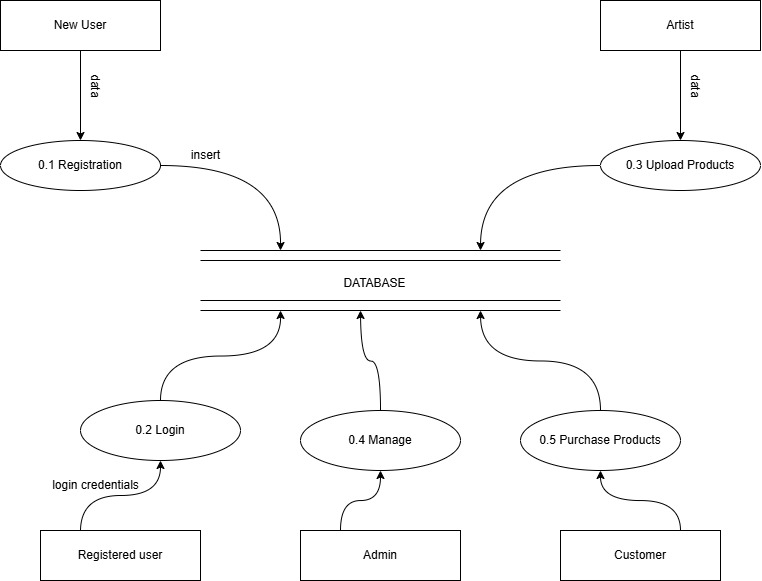 New User
Artist
data
data
0.1 Registration
insert
0.3 Upload Products
DATABASE
0.2 Login
0.4 Manage
0.5 Purchase Products
login credentials
Registered user
Admin
Customer